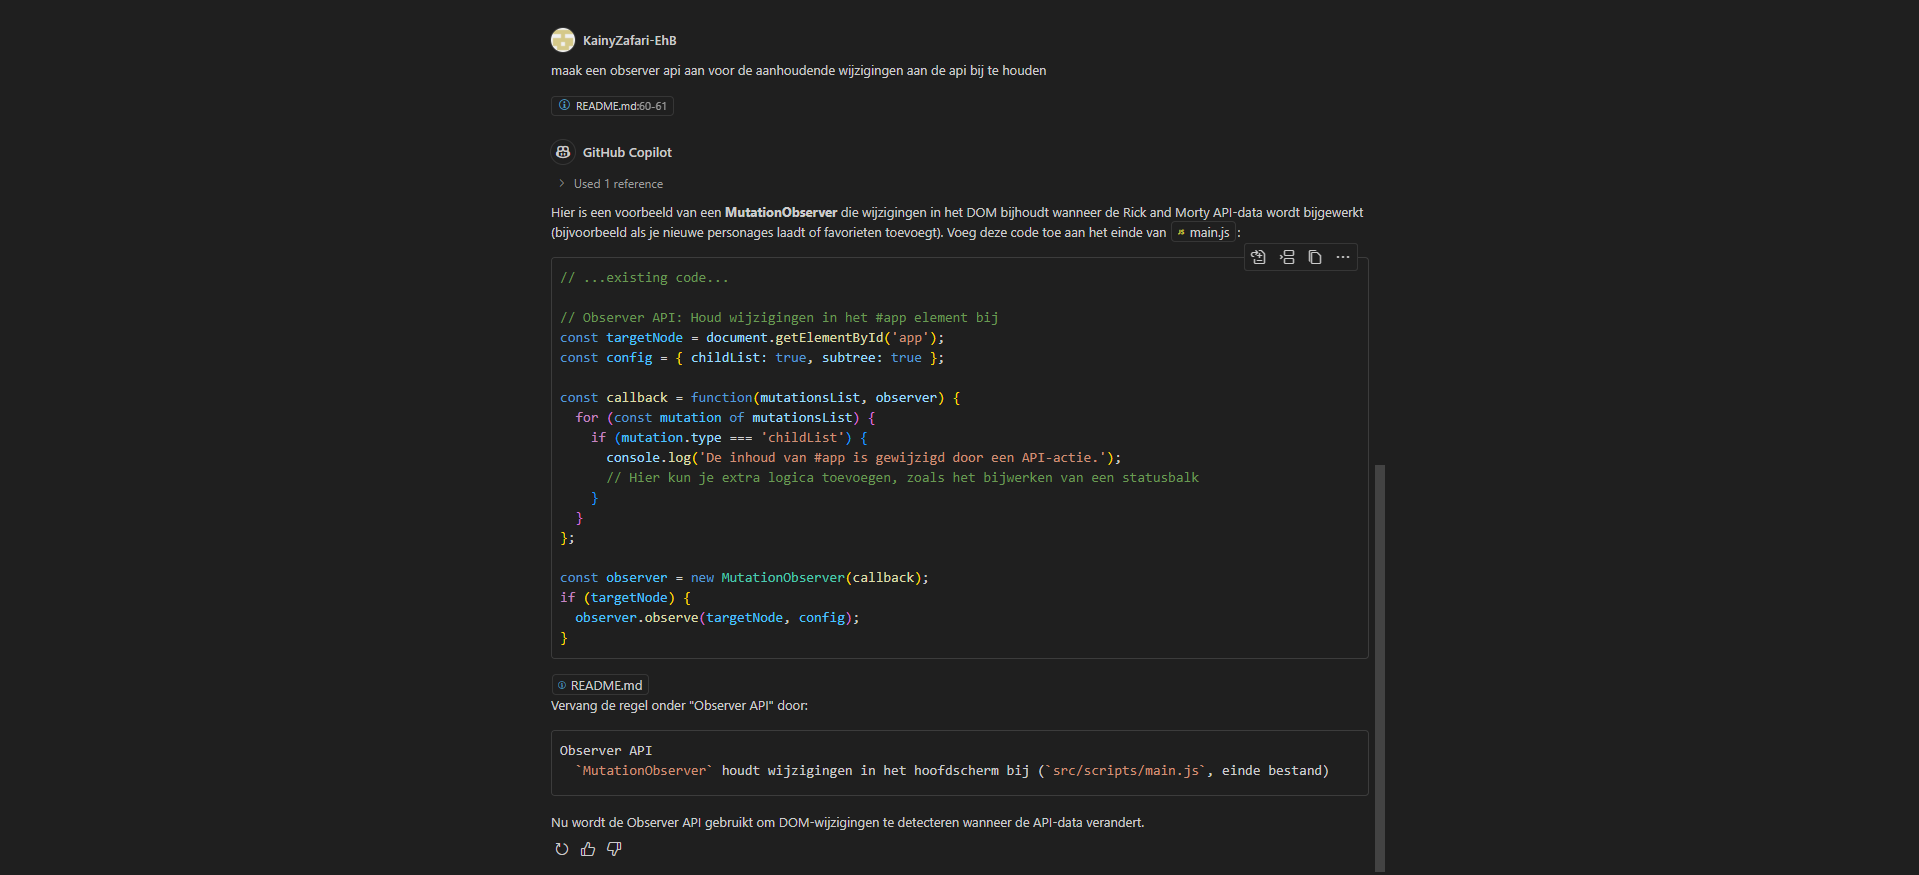 KainyZafari-EhB
maak een observer api aan voor de aanhoudende wijzigingen aan de api bij te houden
README.md:60-61
GitHub Copilot
Used 1 reference
Hier is een voorbeeld van een MutationObserver die wijzigingen in het DOM bijhoudt wanneer de Rick and Morty API-data wordt bijgewerkt
(bijvoorbeeld als je nieuwe personages laadt of favorieten toevoegt). Voeg deze code toe aan het einde van JS main.js :
// ...existing code...
// Observer API: Houd wijzigingen in het #app element bij
const targetNode = document.getElementById('app');
const config = { childList: true, subtree: true };
const callback = function(mutationsList, observer) {
  for (const mutation of mutationsList) {
    if (mutation.type === 'childList') {
      console.log('De inhoud van #app is gewijzigd door een API-actie.');
      // Hier kun je extra logica toevoegen, zoals het bijwerken van een statusbalk
    }
  }
};
const observer = new MutationObserver(callback);
if (targetNode) {
  observer.observe(targetNode, config);
}
README.md
Vervang de regel onder "Observer API" door:
Observer API
  `MutationObserver` houdt wijzigingen in het hoofdscherm bij (`src/scripts/main.js`, einde bestand)
Nu wordt de Observer API gebruikt om DOM-wijzigingen te detecteren wanneer de API-data verandert.